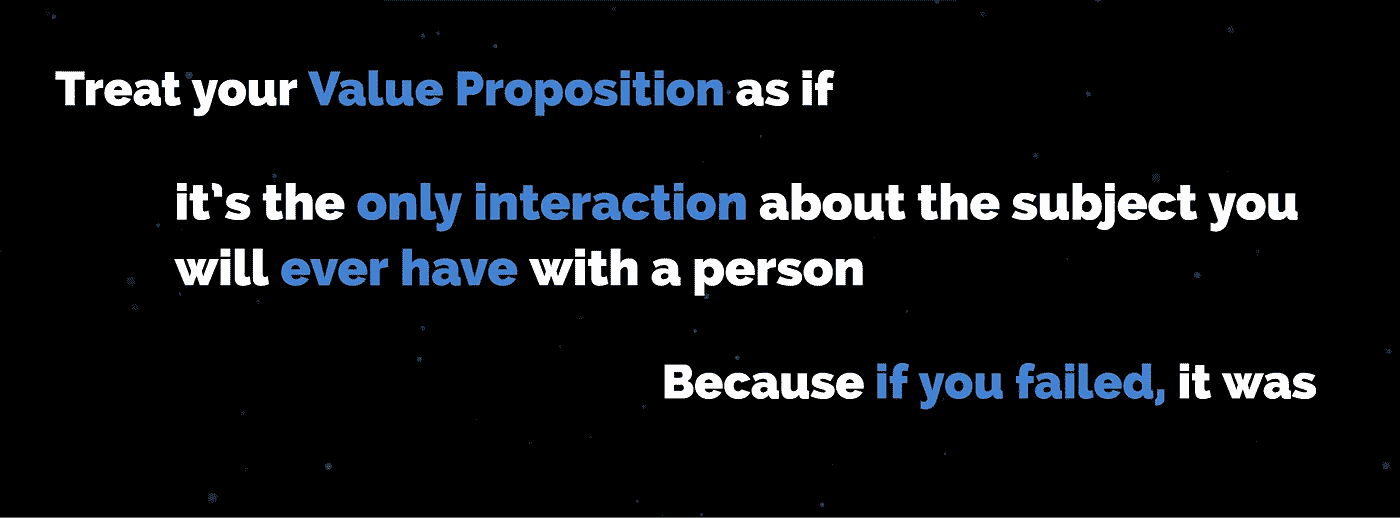 Treat your Value Proposition as if
it’s the only interaction about the subject you
will ever have with a person
Because if you failed, it was